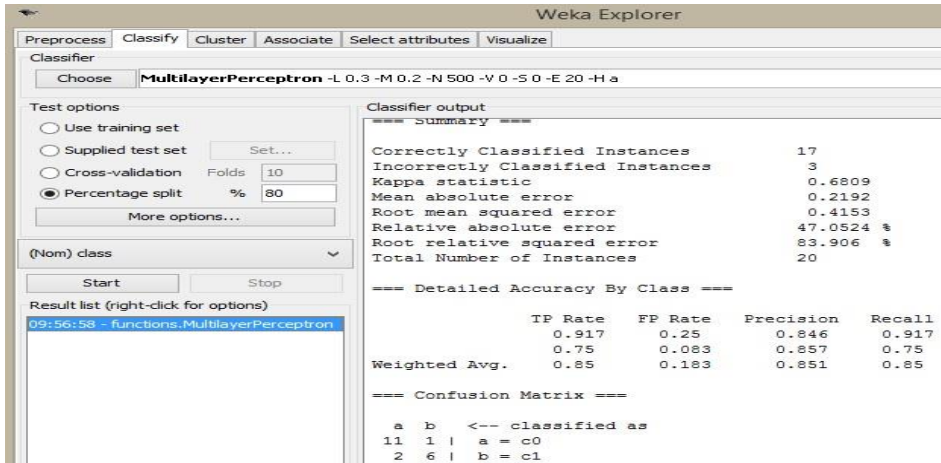 Weka Explorer
Preprocess Classify Cluster Associate Select attributes Visualize
Classifier
Choose MultilayerPerceptron -L 0.3 -M 0.2 -N 500 -V 0 -S 0 -E 20 -H a
Test options
Use training set
Supplied test set Set...
Cross-validation Folds 10
Percentage split % 80
More options...
(Nom) class
Start Stop
Result list (right-click for options)
09:56:58 - functions.MultilayerPerceptron
Classifier output
=== Summary ===
Correctly Classified Instances 17
Incorrectly Classified Instances 3
Kappa statistic 0.6809
Mean absolute error 0.2192
Root mean squared error 0.4153
Relative absolute error 47.0524 %
Root relative squared error 83.906 %
Total Number of Instances 20
=== Detailed Accuracy By Class ===
TP Rate FP Rate Precision Recall
0.917 0.25 0.846 0.917
0.75 0.083 0.857 0.75
Weighted Avg. 0.85 0.183 0.851 0.85
=== Confusion Matrix ===
a b <-- classified as
11 1 | a = c0
2 6 | b = c1